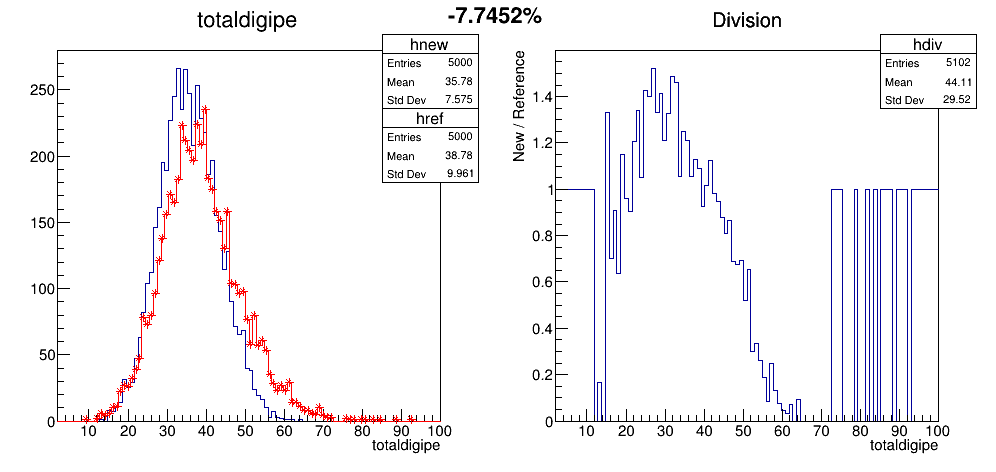 -7.7452%
totaldigipe
hnew
Entries 5000
Mean 35.78
Std Dev 7.575
href
Entries 5000
Mean 38.78
Std Dev 9.961
250
200
150
100
50
0
10 20 30 40 50 60 70 80 90 100
totaldigipe
Division
hdiv
Entries 5102
Mean 44.11
Std Dev 29.52
New / Reference
1.4
1.2
1
0.8
0.6
0.4
0.2
0
10 20 30 40 50 60 70 80 90 100
totaldigipe